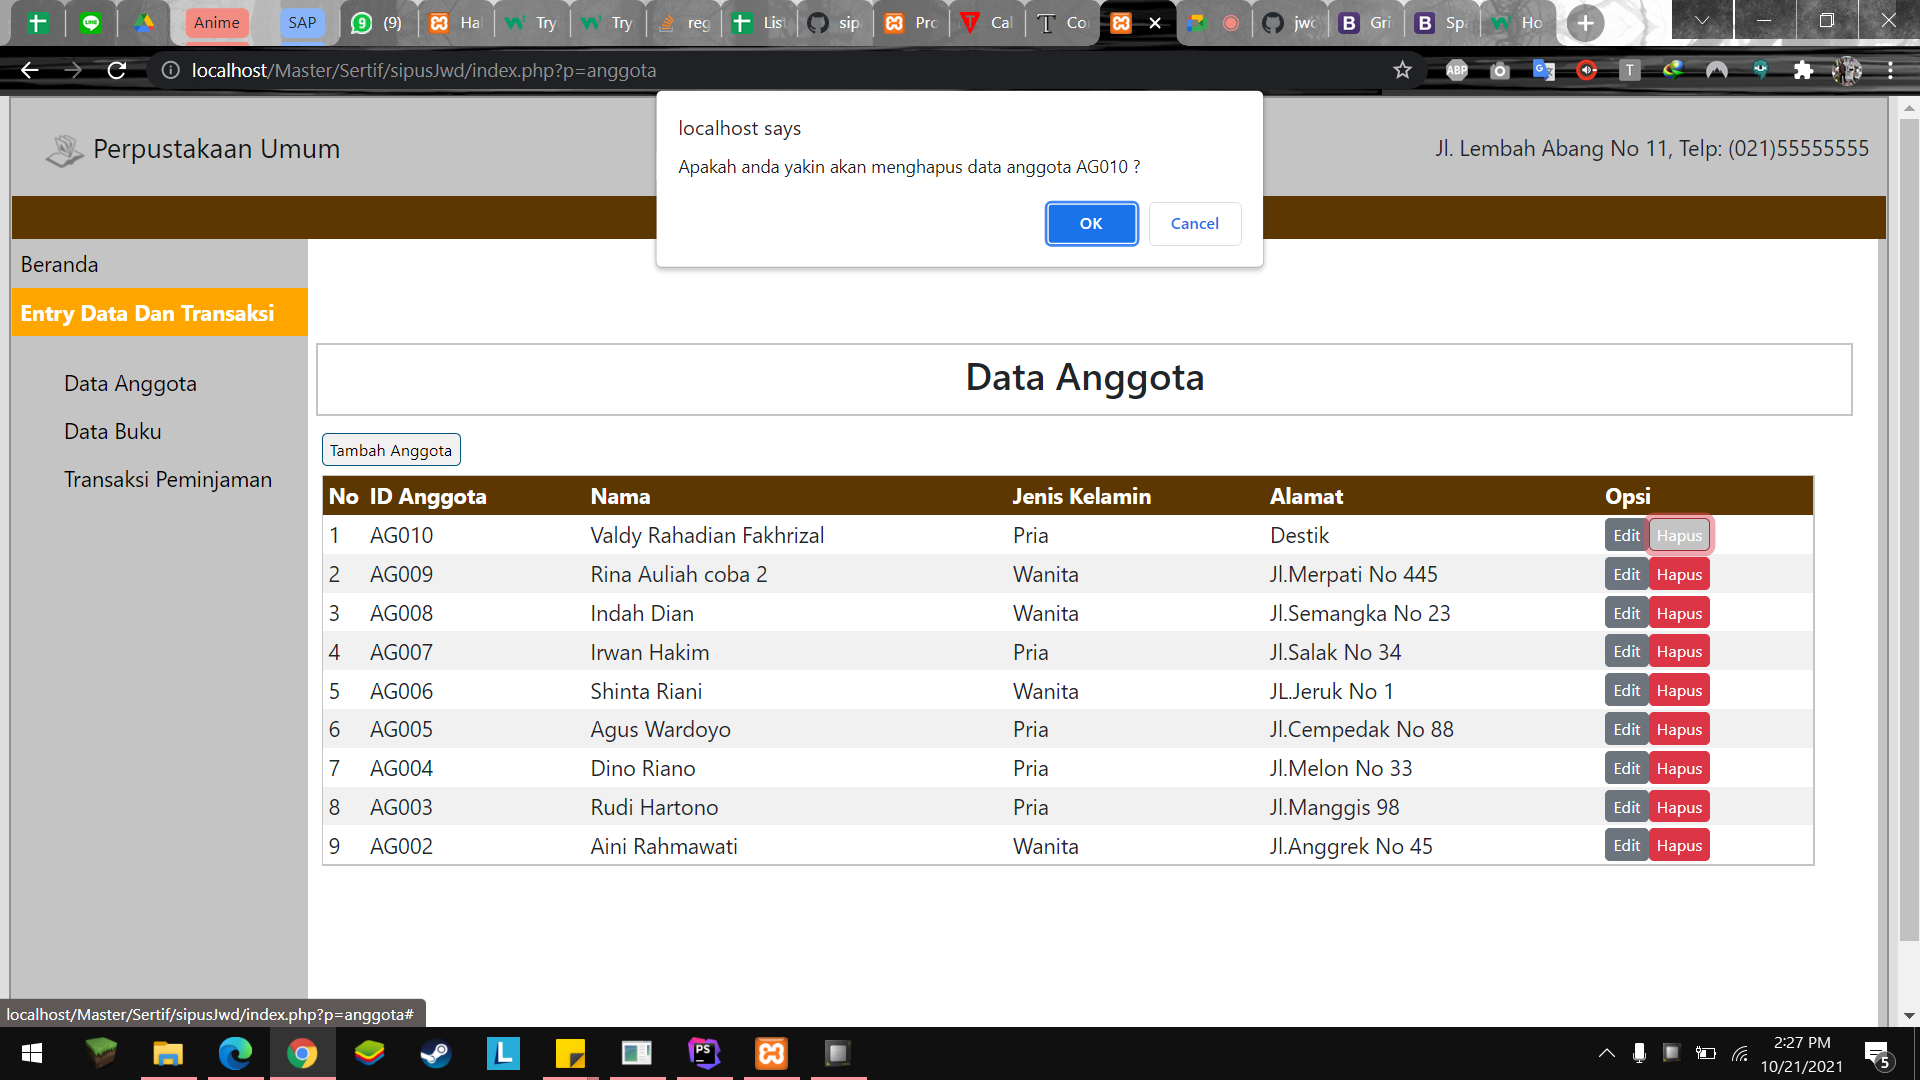 Anime
SAP
(9)
Ha
Try
Try
reg
List
sip
Pro
Cal
Co
jwc
Gri
Spa
Ho
localhost/Master/Sertif/sipusJwd/index.php?p=anggota
localhost says
Apakah anda yakin akan menghapus data anggota AG010 ?
OK
Cancel
Perpustakaan Umum
Jl. Lembah Abang No 11, Telp: (021)55555555
Beranda
Entry Data Dan Transaksi
Data Anggota
Data Buku
Transaksi Peminjaman
Data Anggota
Tambah Anggota
No ID Anggota Nama Jenis Kelamin Alamat Opsi
1 AG010 Valdy Rahadian Fakhrizal Pria Destik Edit Hapus
2 AG009 Rina Auliah coba 2 Wanita Jl.Merpati No 445 Edit Hapus
3 AG008 Indah Dian Wanita Jl.Semangka No 23 Edit Hapus
4 AG007 Irwan Hakim Pria Jl.Salak No 34 Edit Hapus
5 AG006 Shinta Riani Wanita JL.Jeruk No 1 Edit Hapus
6 AG005 Agus Wardoyo Pria Jl.Cempedak No 88 Edit Hapus
7 AG004 Dino Riano Pria Jl.Melon No 33 Edit Hapus
8 AG003 Rudi Hartono Pria Jl.Manggis 98 Edit Hapus
9 AG002 Aini Rahmawati Wanita Jl.Anggrek No 45 Edit Hapus
localhost/Master/Sertif/sipusJwd/index.php?p=anggota#
2:27 PM
10/21/2021
5